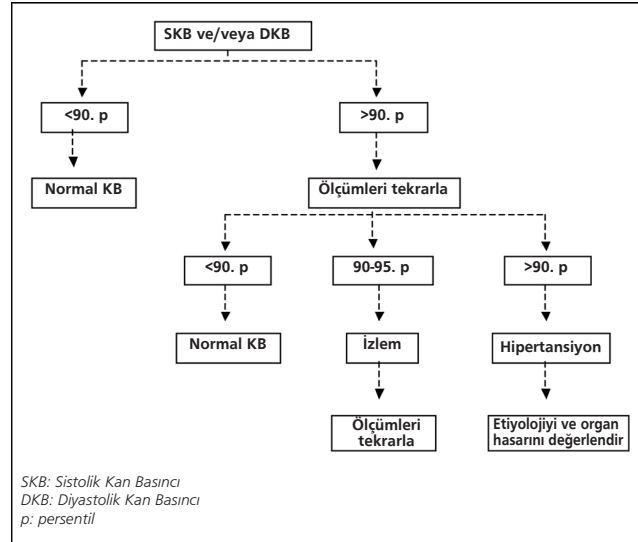 SKB ve/veya DKB
<90. p
>90. p
Normal KB
Ölçümleri tekrarla
<90. p
90-95. p
>90. p
Normal KB
İzlem
Hipertansiyon
Ölçümleri
tekrarla
Etiyolojiyi ve organ
hasarını değerlendir
SKB: Sistolik Kan Basıncı
DKB: Diyastolik Kan Basıncı
p: persentil